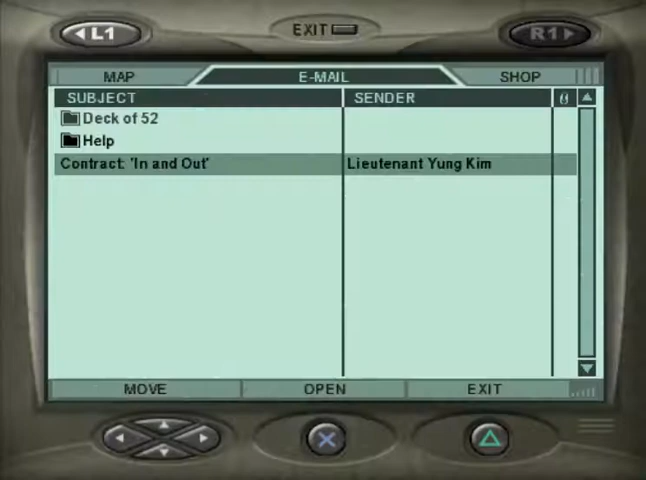 L1
EXIT
R1
MAP
E-MAIL
SHOP
SUBJECT
SENDER
Deck of 52
Help
Contract: 'In and Out'
Lieutenant Yung Kim
MOVE
OPEN
EXIT